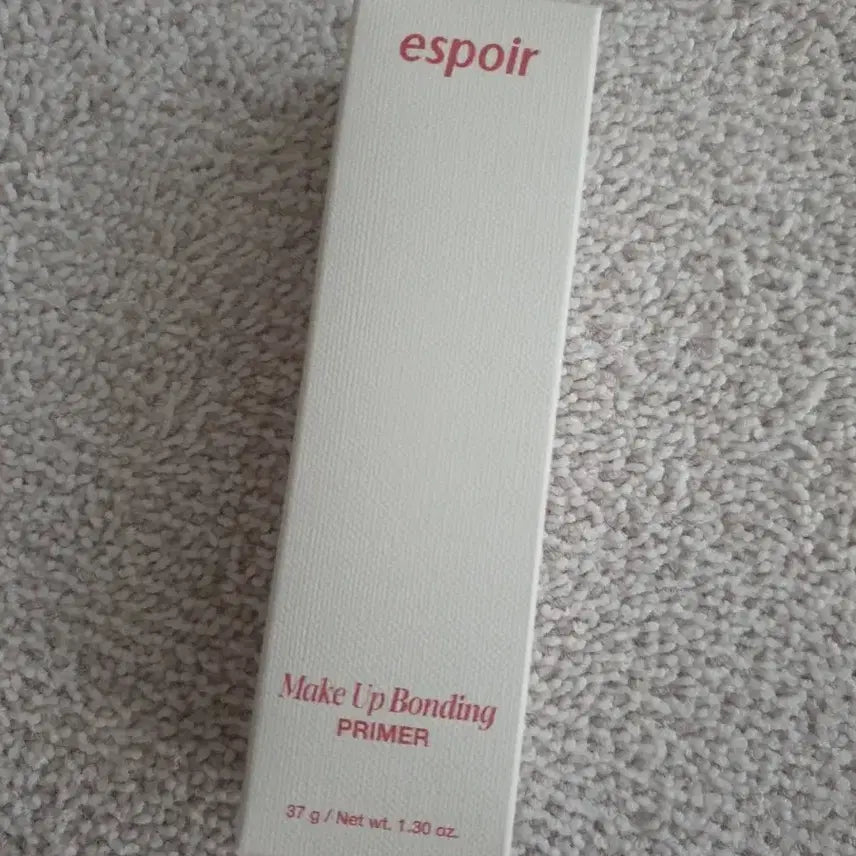 espoir
Make Up Bonding
PRIMER
37 g / Net wt. 1.30 oz.